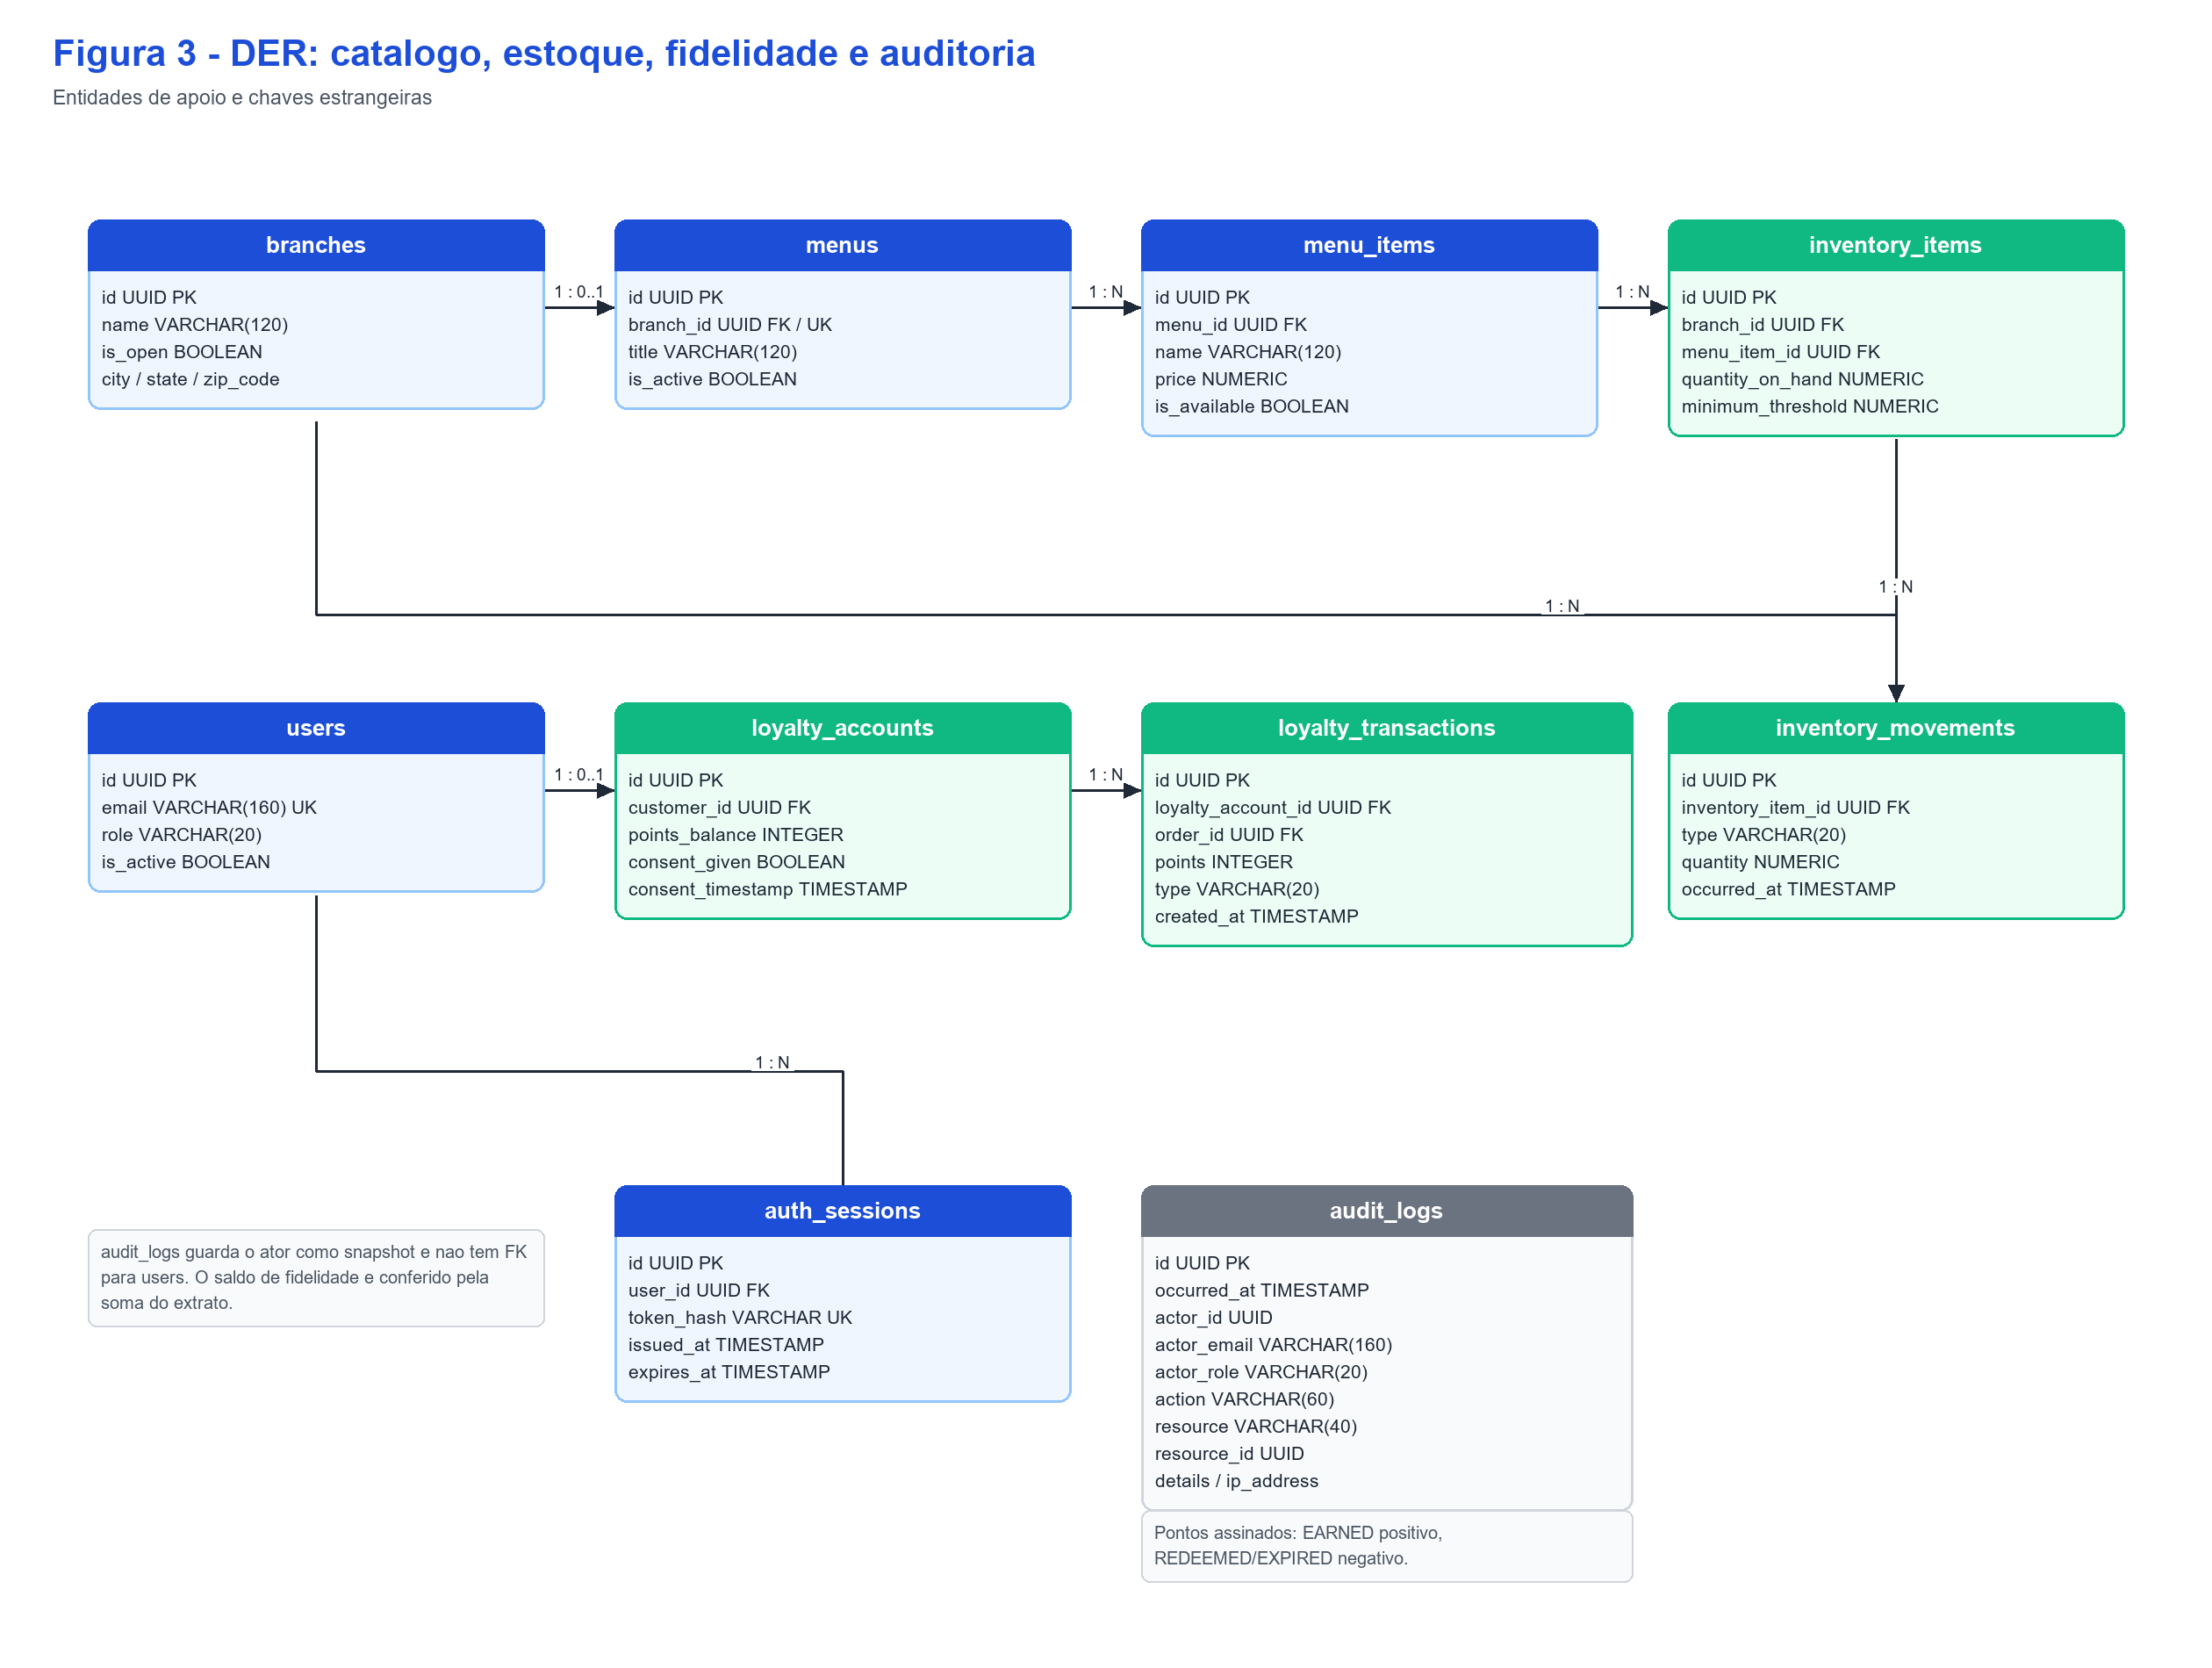 Figura 3 - DER: catalogo, estoque, fidelidade e auditoria
Entidades de apoio e chaves estrangeiras
branches
id UUID PK
name VARCHAR(120)
is_open BOOLEAN
city / state / zip_code
1 : 0..1
menus
id UUID PK
branch_id UUID FK / UK
title VARCHAR(120)
is_active BOOLEAN
1 : N
menu_items
id UUID PK
menu_id UUID FK
name VARCHAR(120)
price NUMERIC
is_available BOOLEAN
1 : N
inventory_items
id UUID PK
branch_id UUID FK
menu_item_id UUID FK
quantity_on_hand NUMERIC
minimum_threshold NUMERIC
1 : N
1 : N
users
id UUID PK
email VARCHAR(160) UK
role VARCHAR(20)
is_active BOOLEAN
1 : 0..1
loyalty_accounts
id UUID PK
customer_id UUID FK
points_balance INTEGER
consent_given BOOLEAN
consent_timestamp TIMESTAMP
1 : N
loyalty_transactions
id UUID PK
loyalty_account_id UUID FK
order_id UUID FK
points INTEGER
type VARCHAR(20)
created_at TIMESTAMP
inventory_movements
id UUID PK
inventory_item_id UUID FK
type VARCHAR(20)
quantity NUMERIC
occurred_at TIMESTAMP
1 : N
audit_logs guarda o ator como snapshot e nao tem FK
para users. O saldo de fidelidade e conferido pela
soma do extrato.
auth_sessions
id UUID PK
user_id UUID FK
token_hash VARCHAR UK
issued_at TIMESTAMP
expires_at TIMESTAMP
audit_logs
id UUID PK
occurred_at TIMESTAMP
actor_id UUID
actor_email VARCHAR(160)
actor_role VARCHAR(20)
action VARCHAR(60)
resource VARCHAR(40)
resource_id UUID
details / ip_address
Pontos assinados: EARNED positivo,
REDEEMED/EXPIRED negativo.